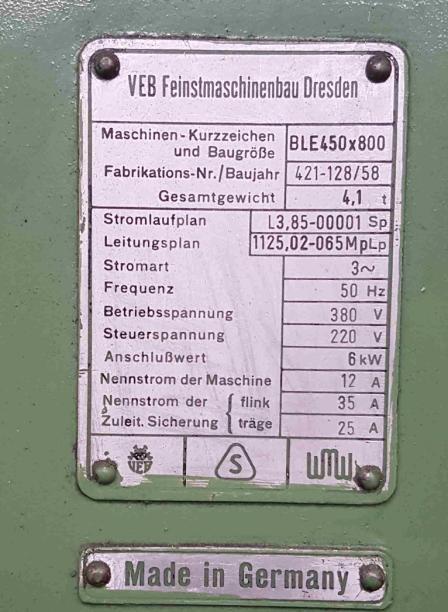 VEB Feinstmaschinenbau Dresden
Maschinen-Kurzzeichen und Baugröße BLE450x800
Fabrikations-Nr./Baujahr 421-128/58
Gesamtgewicht 4,1 t
Stromlaufplan L3,85-00001 Sp
Leitungsplan 1125,02-065MpLp
Stromart 3~
Frequenz 50 Hz
Betriebsspannung 380 V
Steuerspannung 220 V
Anschlußwert 6 kW
Nennstrom der Maschine 12 A
Nennstrom der { flink 35 A
Zuleit. Sicherung { träge 25 A
VEB S WMW
Made in Germany